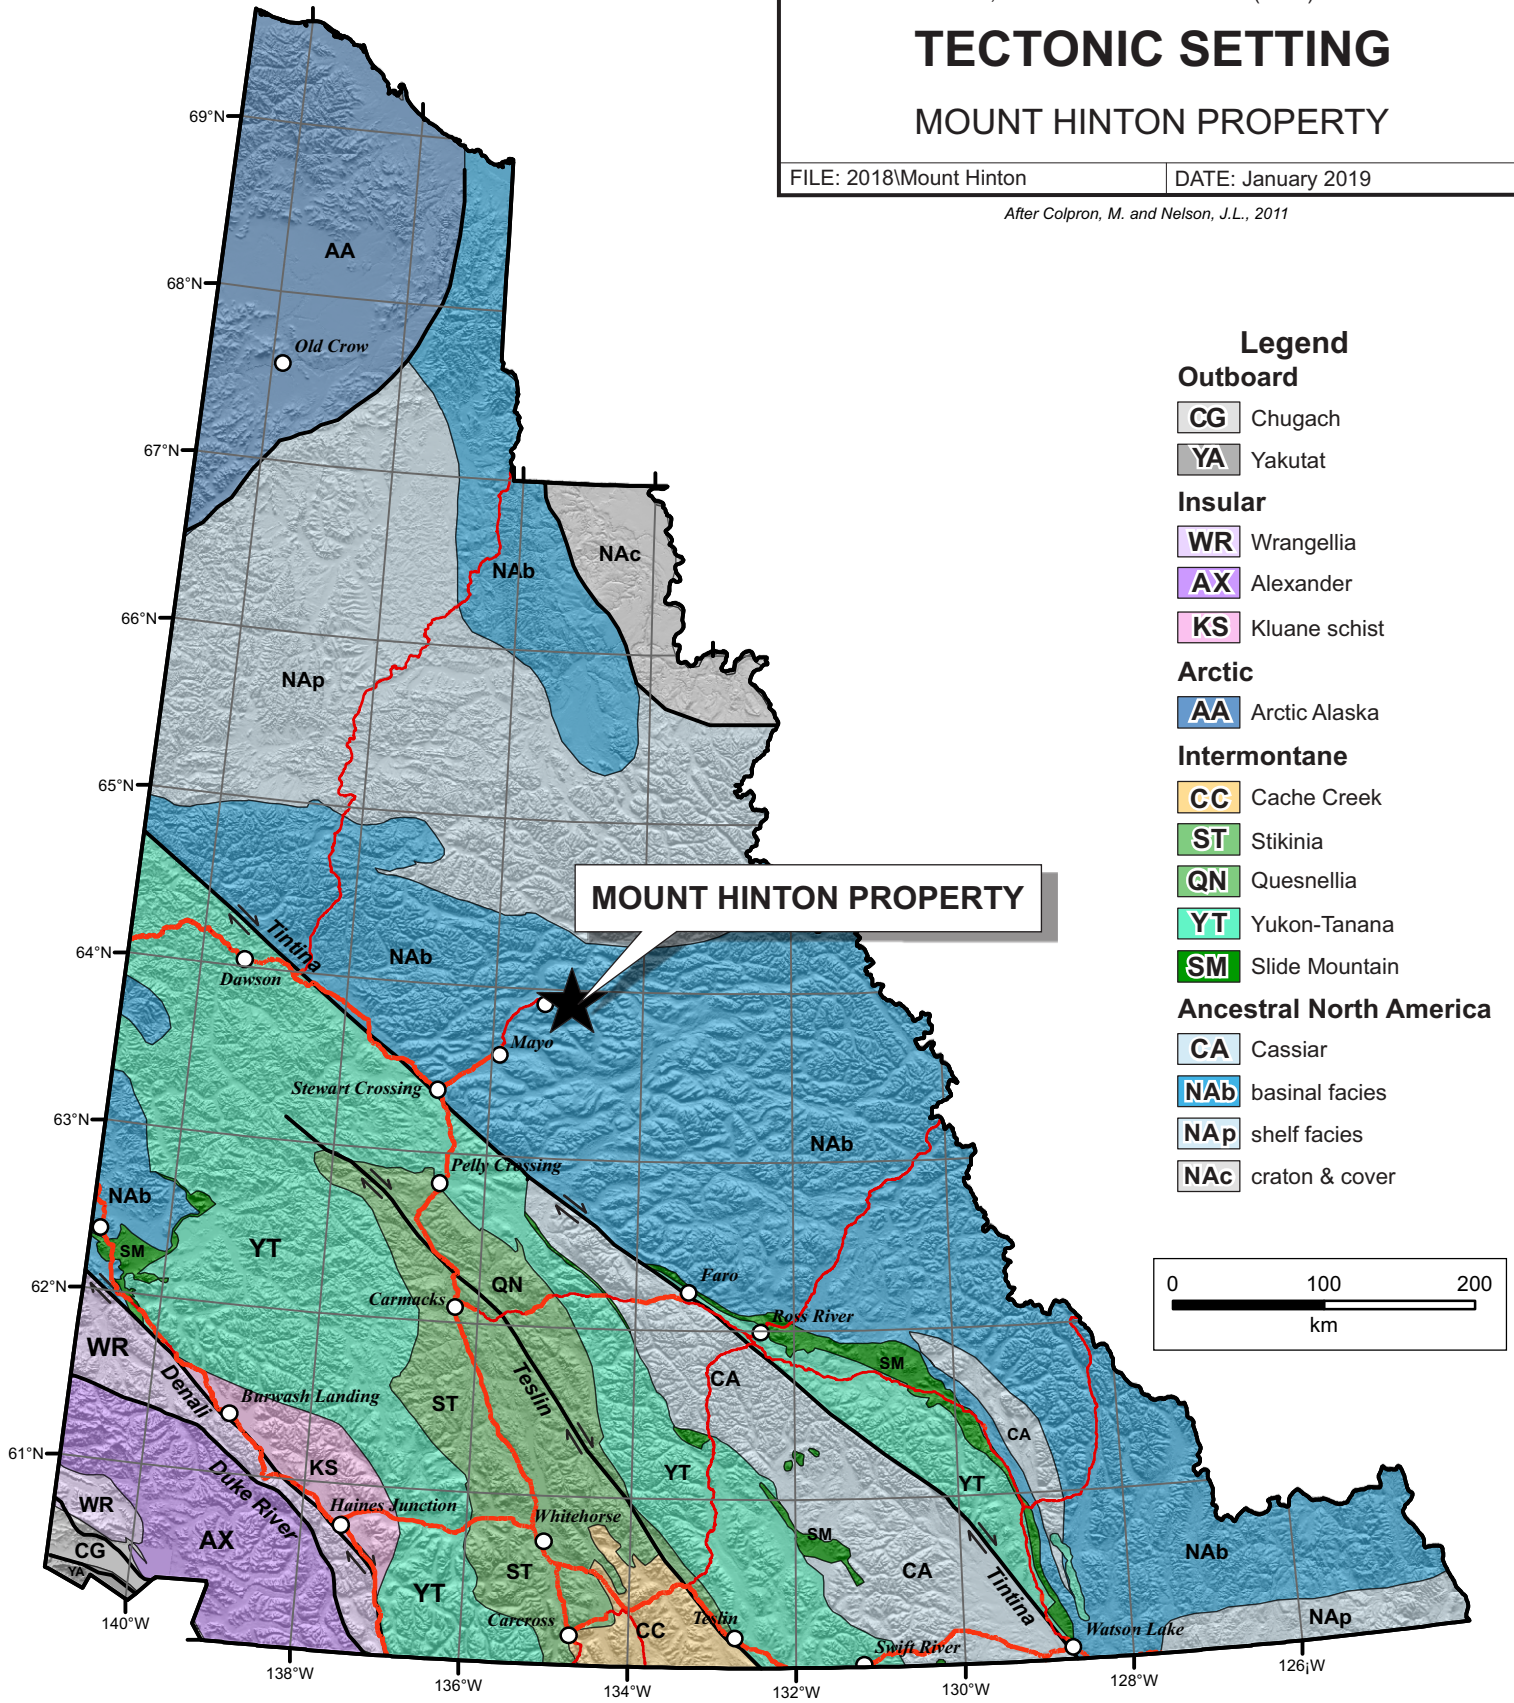 TECTONIC SETTING
MOUNT HINTON PROPERTY
FILE: 2018\Mount Hinton
DATE: January 2019
After Colpron, M. and Nelson, J.L., 2011
69°N
68°N
67°N
66°N
65°N
64°N
63°N
62°N
61°N
AA
Old Crow
NAc
NAb
NAp
MOUNT HINTON PROPERTY
Tintina
NAb
Dawson
Mayo
Stewart Crossing
NAb
Pelly Crossing
NAb
YT
SM
QN
Faro
Carmacks
Ross River
WR
SM
Denali
CA
Burwash Landing
Teslin
ST
CA
KS
YT
YT
Duke River
WR
Haines Junction
Whitehorse
SM
AX
CG
NAb
YA
ST
CA
YT
Tintina
Carcross
Teslin
CC
NAp
Swift River
Watson Lake
140°W
138°W
136°W
134°W
132°W
130°W
128°W
126¡W
Legend
Outboard
CG Chugach
YA Yakutat
Insular
WR Wrangellia
AX Alexander
KS Kluane schist
Arctic
AA Arctic Alaska
Intermontane
CC Cache Creek
ST Stikinia
QN Quesnellia
YT Yukon-Tanana
SM Slide Mountain
Ancestral North America
CA Cassiar
NAb basinal facies
NAp shelf facies
NAc craton & cover
0 100 200
km